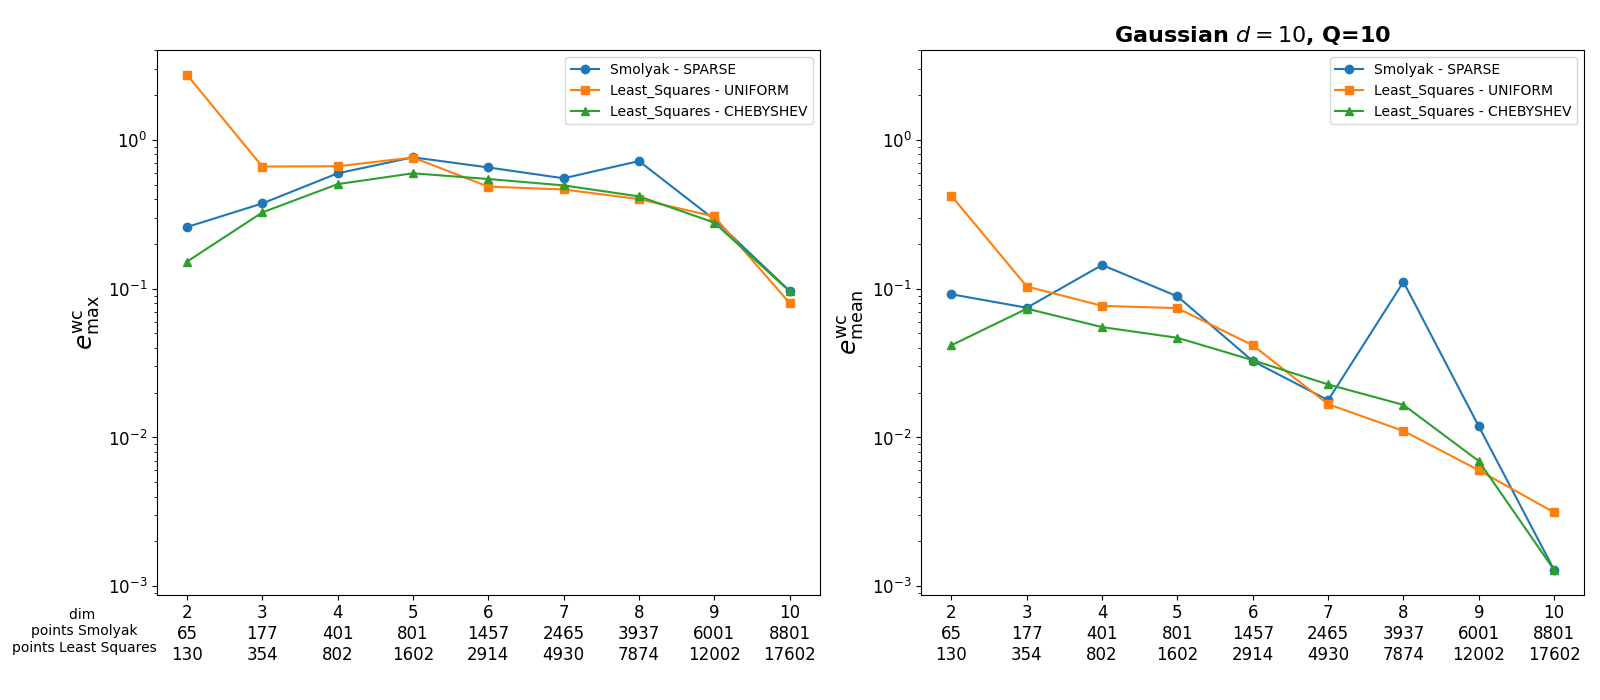 Gaussian d = 10, Q=10
Smolyak - SPARSE
Least_Squares - UNIFORM
Least_Squares - CHEBYSHEV
10^0
10^-1
10^-2
10^-3
e^wc_max
2 3 4 5 6 7 8 9 10
65 177 401 801 1457 2465 3937 6001 8801
130 354 802 1602 2914 4930 7874 12002 17602
dim
points Smolyak
points Least Squares
Smolyak - SPARSE
Least_Squares - UNIFORM
Least_Squares - CHEBYSHEV
10^0
10^-1
10^-2
10^-3
e^wc_mean
2 3 4 5 6 7 8 9 10
65 177 401 801 1457 2465 3937 6001 8801
130 354 802 1602 2914 4930 7874 12002 17602